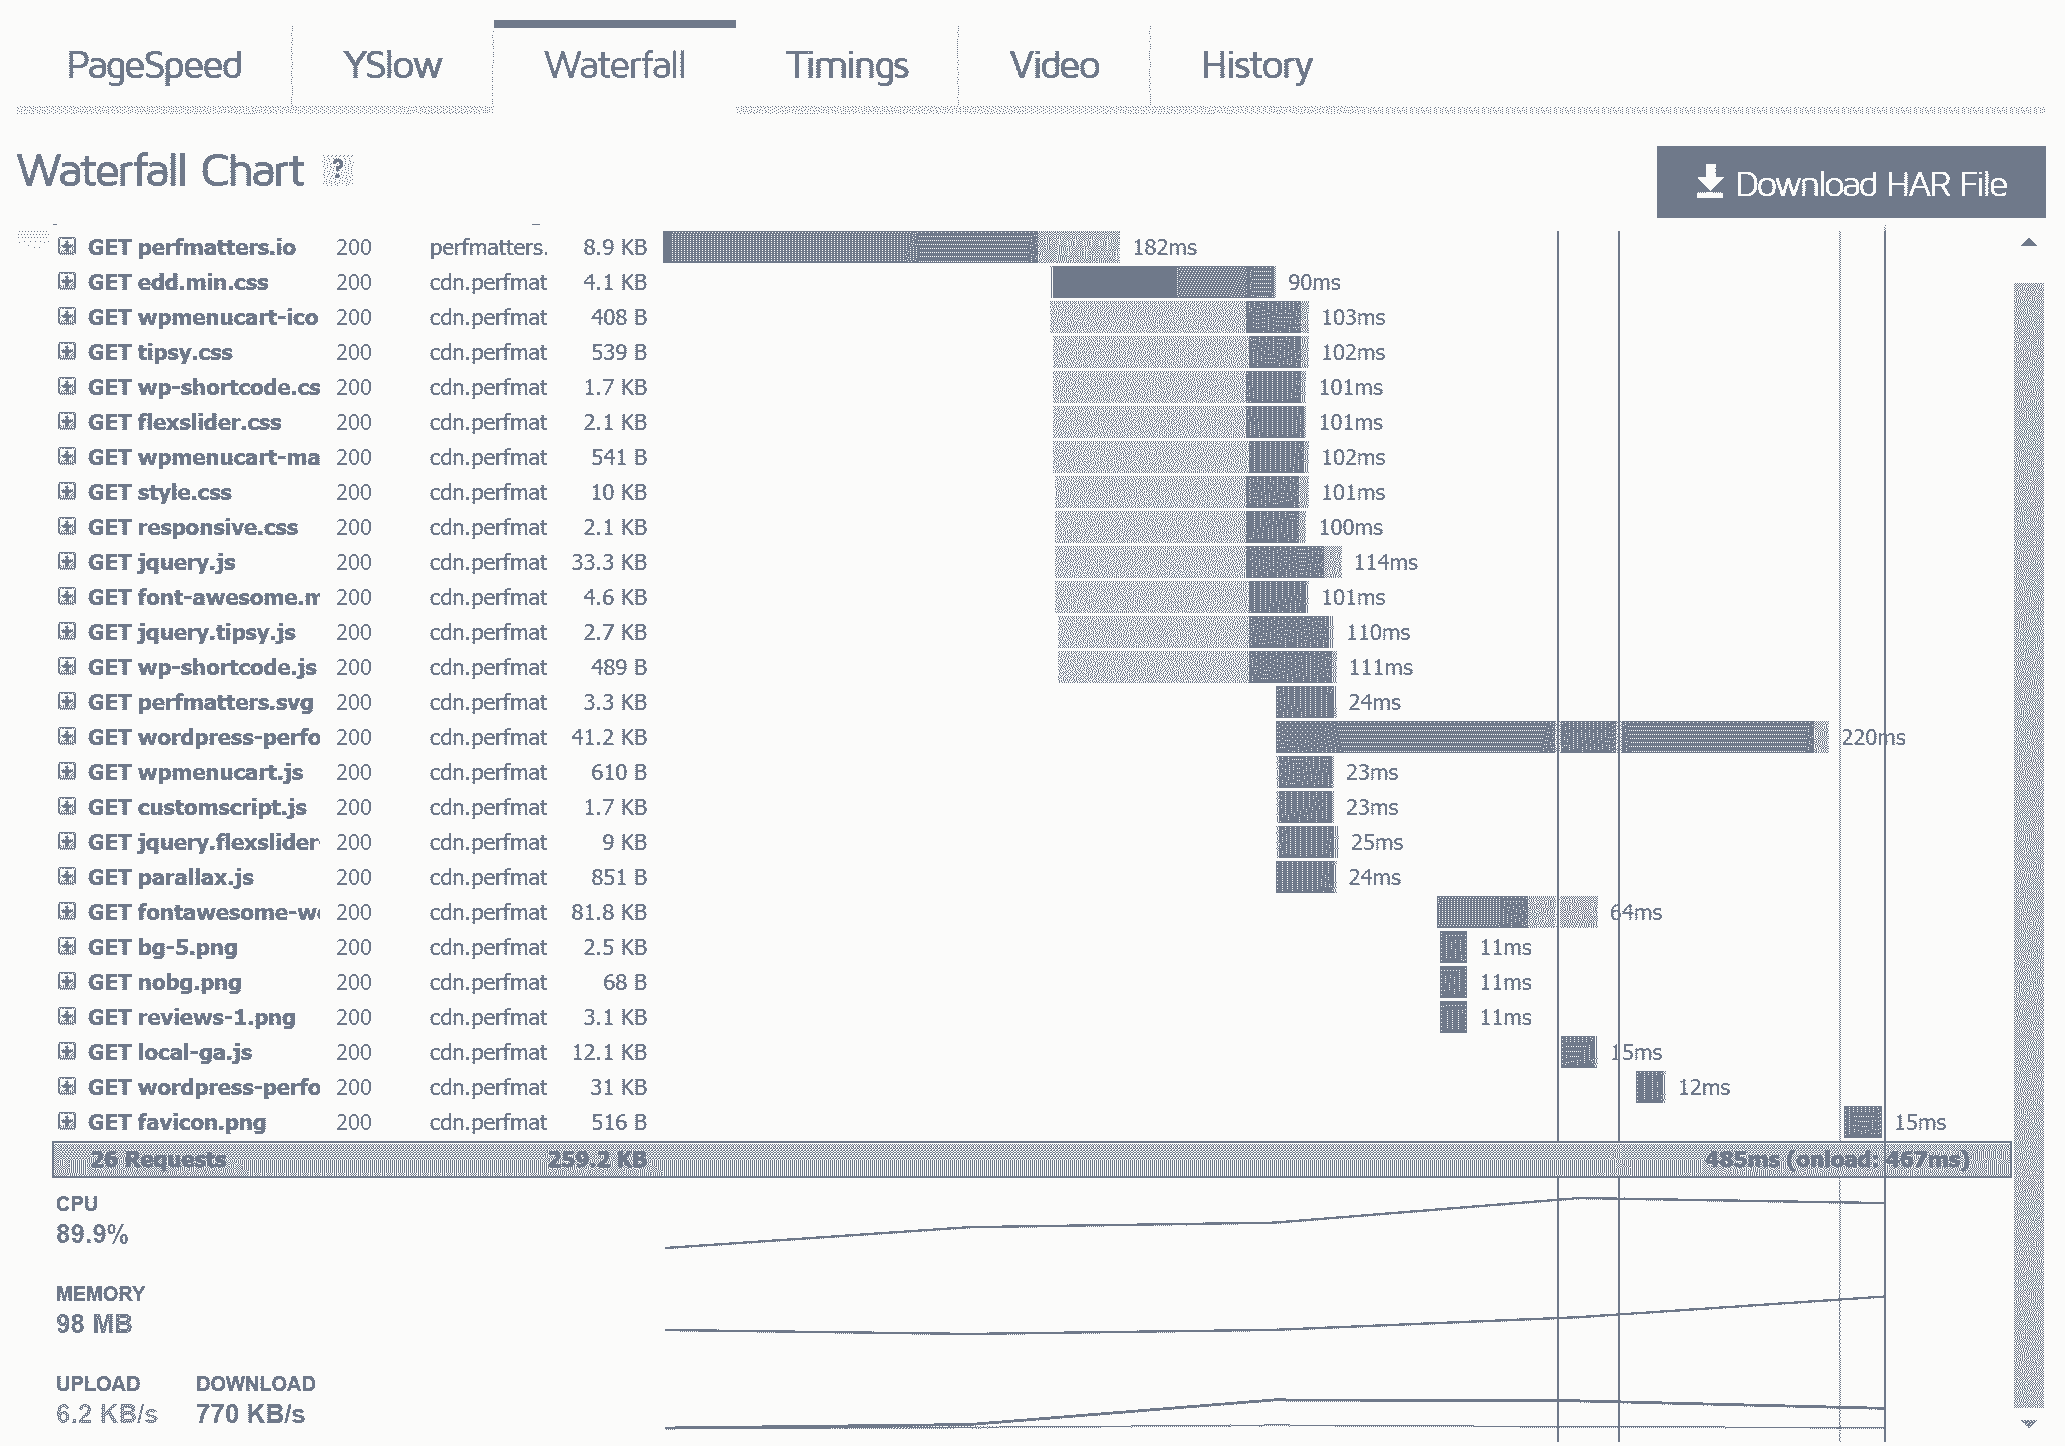 PageSpeed YSlow Waterfall Timings Video History
Waterfall Chart ?
Download HAR File
GET perfmatters.io 200 perfmatters. 8.9 KB 182ms
GET edd.min.css 200 cdn.perfmat 4.1 KB 90ms
GET wpmenucart-ico 200 cdn.perfmat 408 B 103ms
GET tipsy.css 200 cdn.perfmat 539 B 102ms
GET wp-shortcode.cs 200 cdn.perfmat 1.7 KB 101ms
GET flexslider.css 200 cdn.perfmat 2.1 KB 101ms
GET wpmenucart-ma 200 cdn.perfmat 541 B 102ms
GET style.css 200 cdn.perfmat 10 KB 101ms
GET responsive.css 200 cdn.perfmat 2.1 KB 100ms
GET jquery.js 200 cdn.perfmat 33.3 KB 114ms
GET font-awesome.m 200 cdn.perfmat 4.6 KB 101ms
GET jquery.tipsy.js 200 cdn.perfmat 2.7 KB 110ms
GET wp-shortcode.js 200 cdn.perfmat 489 B 111ms
GET perfmatters.svg 200 cdn.perfmat 3.3 KB 24ms
GET wordpress-perfo 200 cdn.perfmat 41.2 KB 220ms
GET wpmenucart.js 200 cdn.perfmat 610 B 23ms
GET customscript.js 200 cdn.perfmat 1.7 KB 23ms
GET jquery.flexslider 200 cdn.perfmat 9 KB 25ms
GET parallax.js 200 cdn.perfmat 851 B 24ms
GET fontawesome-we 200 cdn.perfmat 81.8 KB 64ms
GET bg-5.png 200 cdn.perfmat 2.5 KB 11ms
GET nobg.png 200 cdn.perfmat 68 B 11ms
GET reviews-1.png 200 cdn.perfmat 3.1 KB 11ms
GET local-ga.js 200 cdn.perfmat 12.1 KB 15ms
GET wordpress-perfo 200 cdn.perfmat 31 KB 12ms
GET favicon.png 200 cdn.perfmat 516 B 15ms
26 Requests 259.2 KB 485ms (onload: 467ms)
CPU
89.9%
MEMORY
98 MB
UPLOAD DOWNLOAD
6.2 KB/s 770 KB/s